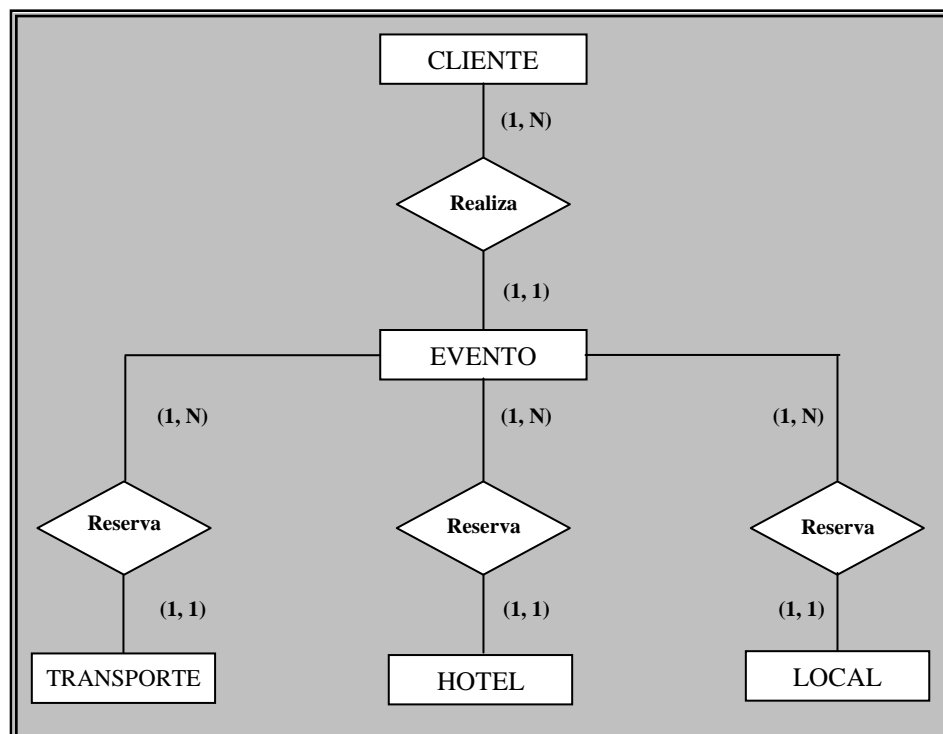 CLIENTE
(1, N)
Realiza
(1, 1)
EVENTO
(1, N) (1, N) (1, N)
Reserva Reserva Reserva
(1, 1) (1, 1) (1, 1)
TRANSPORTE HOTEL LOCAL